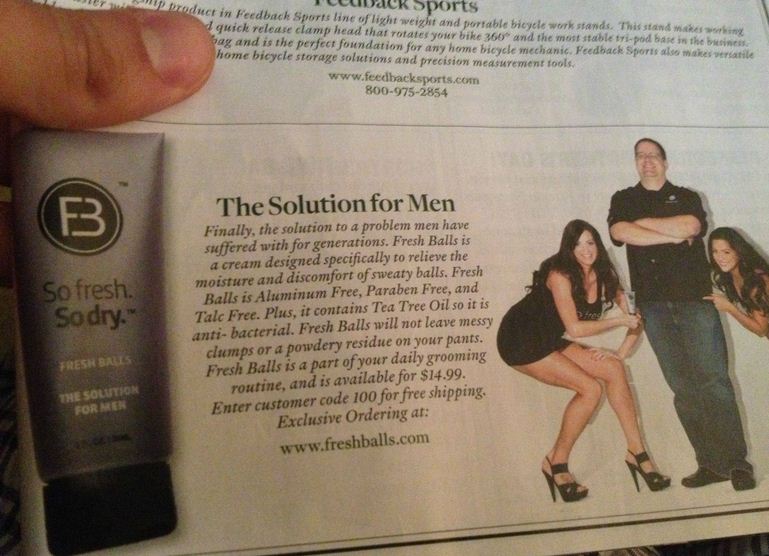 Feedback Sports
product in Feedback Sports line of light weight and portable bicycle work stands. This stand makes working
quick release clamp head that rotates your bike 360° and the most stable tri-pod base in the business.
bag and is the perfect foundation for any home bicycle mechanic. Feedback Sports also makes versatile
home bicycle storage solutions and precision measurement tools.
www.feedbacksports.com
800-975-2854
FB
™
So fresh.
So dry.™
FRESH BALLS
THE SOLUTION
FOR MEN
The Solution for Men
Finally, the solution to a problem men have
suffered with for generations. Fresh Balls is
a cream designed specifically to relieve the
moisture and discomfort of sweaty balls. Fresh
Balls is Aluminum Free, Paraben Free, and
Talc Free. Plus, it contains Tea Tree Oil so it is
anti- bacterial. Fresh Balls will not leave messy
clumps or a powdery residue on your pants.
Fresh Balls is a part of your daily grooming
routine, and is available for $14.99.
Enter customer code 100 for free shipping.
Exclusive Ordering at:
www.freshballs.com